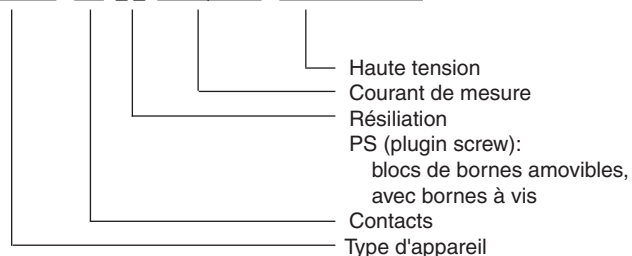 Haute tension
Courant de mesure
Résiliation
PS (plugin screw):
blocs de bornes amovibles,
avec bornes à vis
Contacts
Type d'appareil